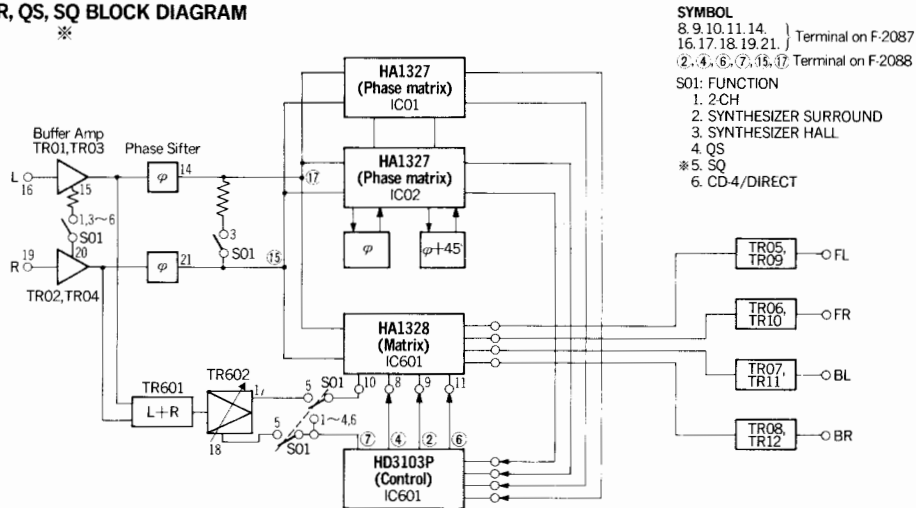 R, QS, SQ BLOCK DIAGRAM
※
SYMBOL
8. 9. 10. 11. 14.
16. 17. 18. 19. 21. } Terminal on F-2087
②, ④, ⑥, ⑦, ⑮, ⑰ Terminal on F-2088
S01: FUNCTION
1. 2-CH
2. SYNTHESIZER SURROUND
3. SYNTHESIZER HALL
4. QS
※5. SQ
6. CD-4/DIRECT
HA1327
(Phase matrix)
IC01
HA1327
(Phase matrix)
IC02
φ
φ+45
Buffer Amp
TR01, TR03
Phase Sifter
L
16
15
φ
14
⑰
1,3~6
S01
20
3
S01
R
19
TR02, TR04
φ
21
⑮
HA1328
(Matrix)
IC601
10
8
9
11
TR601
L+R
TR602
17
18
5
S01
1~4,6
5
S01
⑦
④
②
⑥
HD3103P
(Control)
IC601
TR05,
TR09
FL
TR06,
TR10
FR
TR07,
TR11
BL
TR08,
TR12
BR